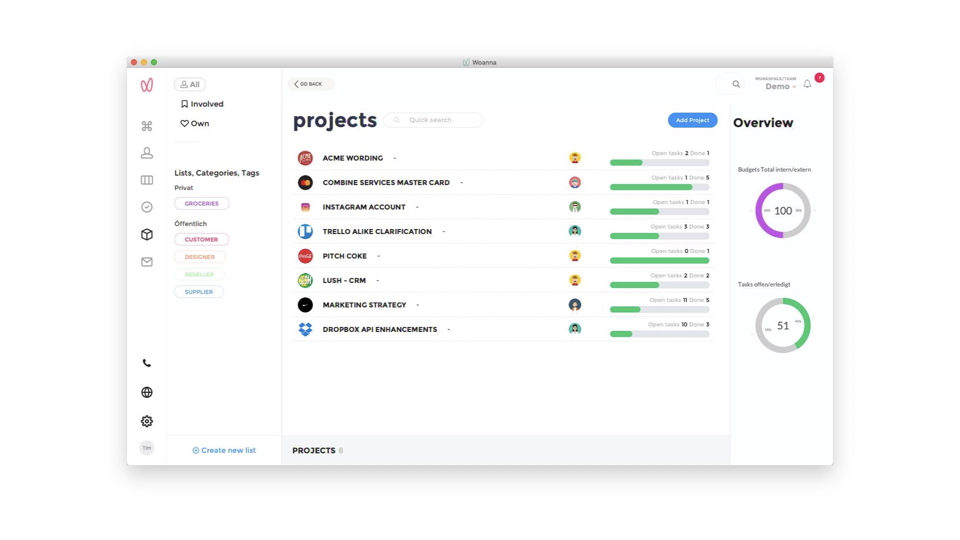 Woanna
All
Involved
Own
Lists, Categories, Tags
Privat
GROCERIES
Öffentlich
CUSTOMER
DESIGNER
RESELLER
SUPPLIER
Create new list
Tim
GO BACK
WORKSPACE/TEAM
Demo
projects
Quick search
Add Project
ACME WORDING -
Open tasks 2 Done 1
COMBINE SERVICES MASTER CARD -
Open tasks 1 Done 5
INSTAGRAM ACCOUNT -
Open tasks 1 Done 1
TRELLO ALIKE CLARIFICATION -
Open tasks 3 Done 3
PITCH COKE -
Open tasks 0 Done 1
LUSH - CRM -
Open tasks 2 Done 2
MARKETING STRATEGY -
Open tasks 11 Done 5
DROPBOX API ENHANCEMENTS -
Open tasks 10 Done 3
PROJECTS 8
Overview
Budgets Total intern/extern
100
Tasks offen/erledigt
51